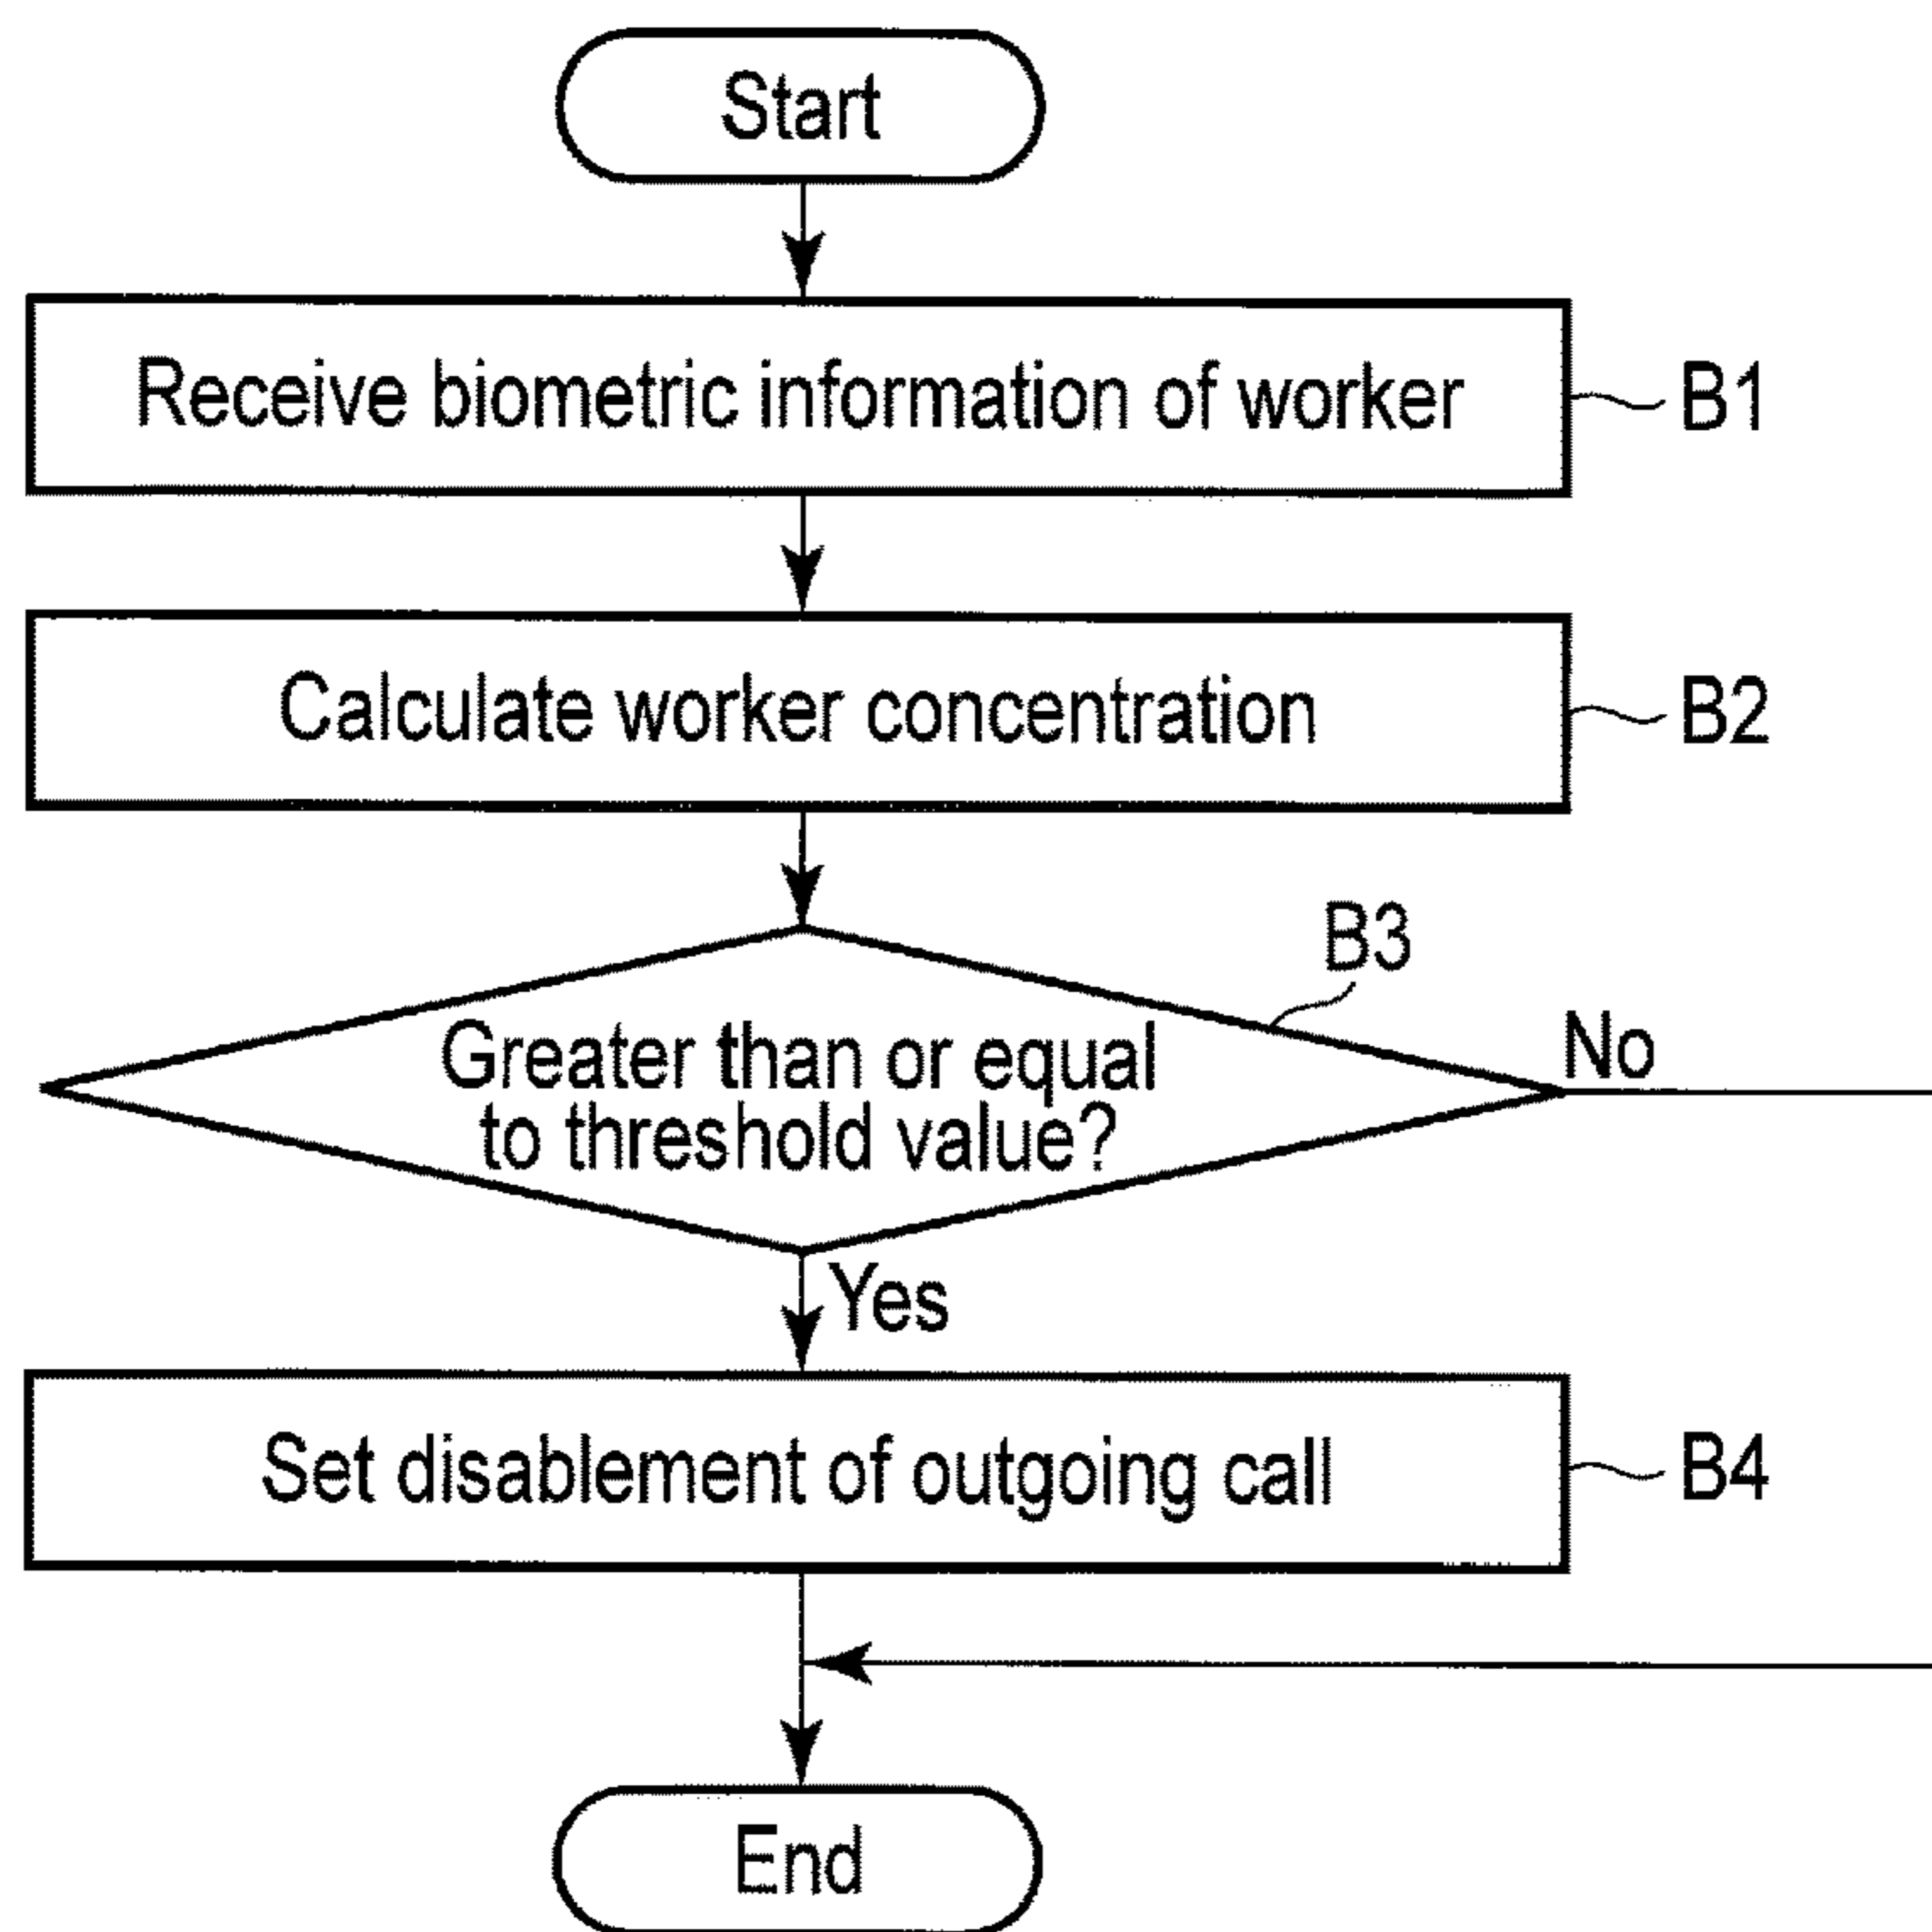 Start
Receive biometric information of worker
B1
Calculate worker concentration
B2
B3
Greater than or equal
to threshold value?
No
Yes
Set disablement of outgoing call
B4
End